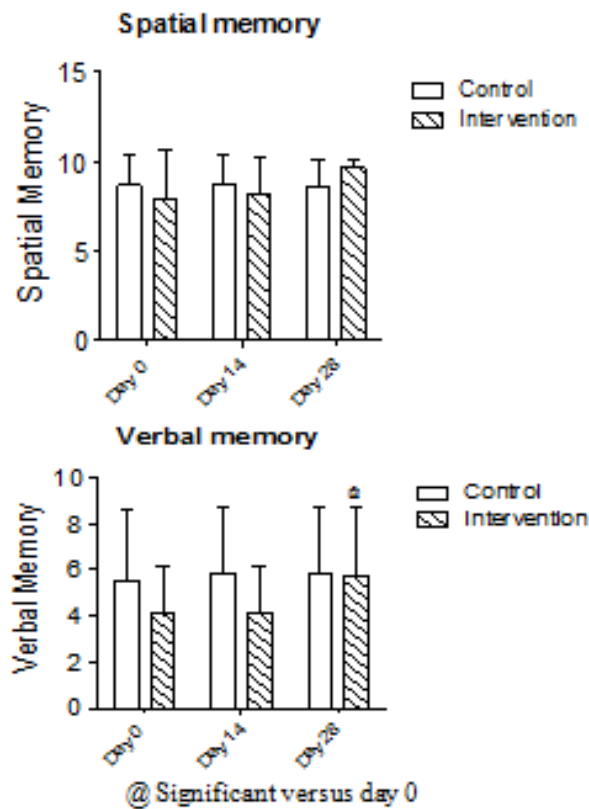 Spatial memory
15
10
5
0
Spatial Memory
Control
Intervention
Day 0
Day 14
Day 28
Verbal memory
10
8
6
4
2
0
Verbal Memory
Control
Intervention
Day 0
Day 14
Day 28
@ Significant versus day 0